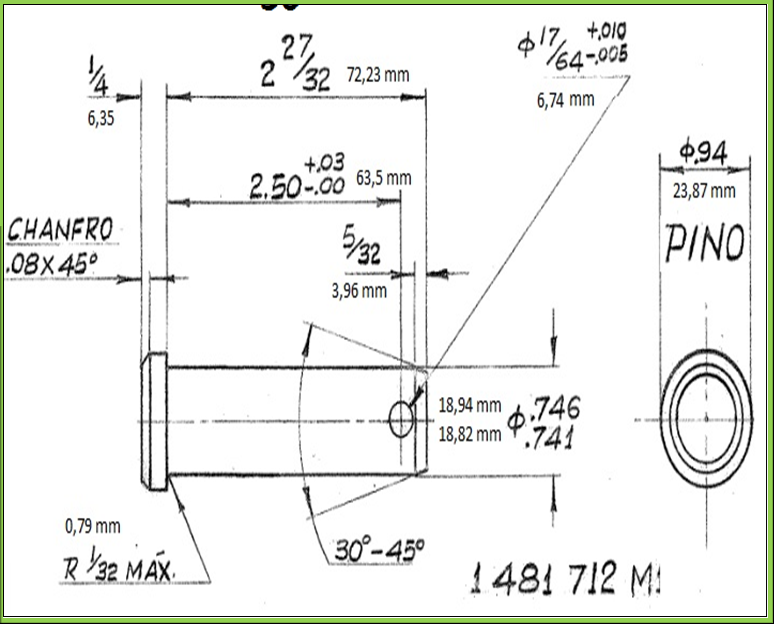 1/4
6,35
2 27/32
72,23 mm
Φ17/64 +.010 -.005
6,74 mm
2.50 +.03 -.00
63,5 mm
Φ.94
23,87 mm
PINO
CHANFRO
.08X45°
5/32
3,96 mm
18,94 mm
18,82 mm
Φ.746
.741
0,79 mm
R 1/32 MÁX.
30°-45°
1 481 712 M1